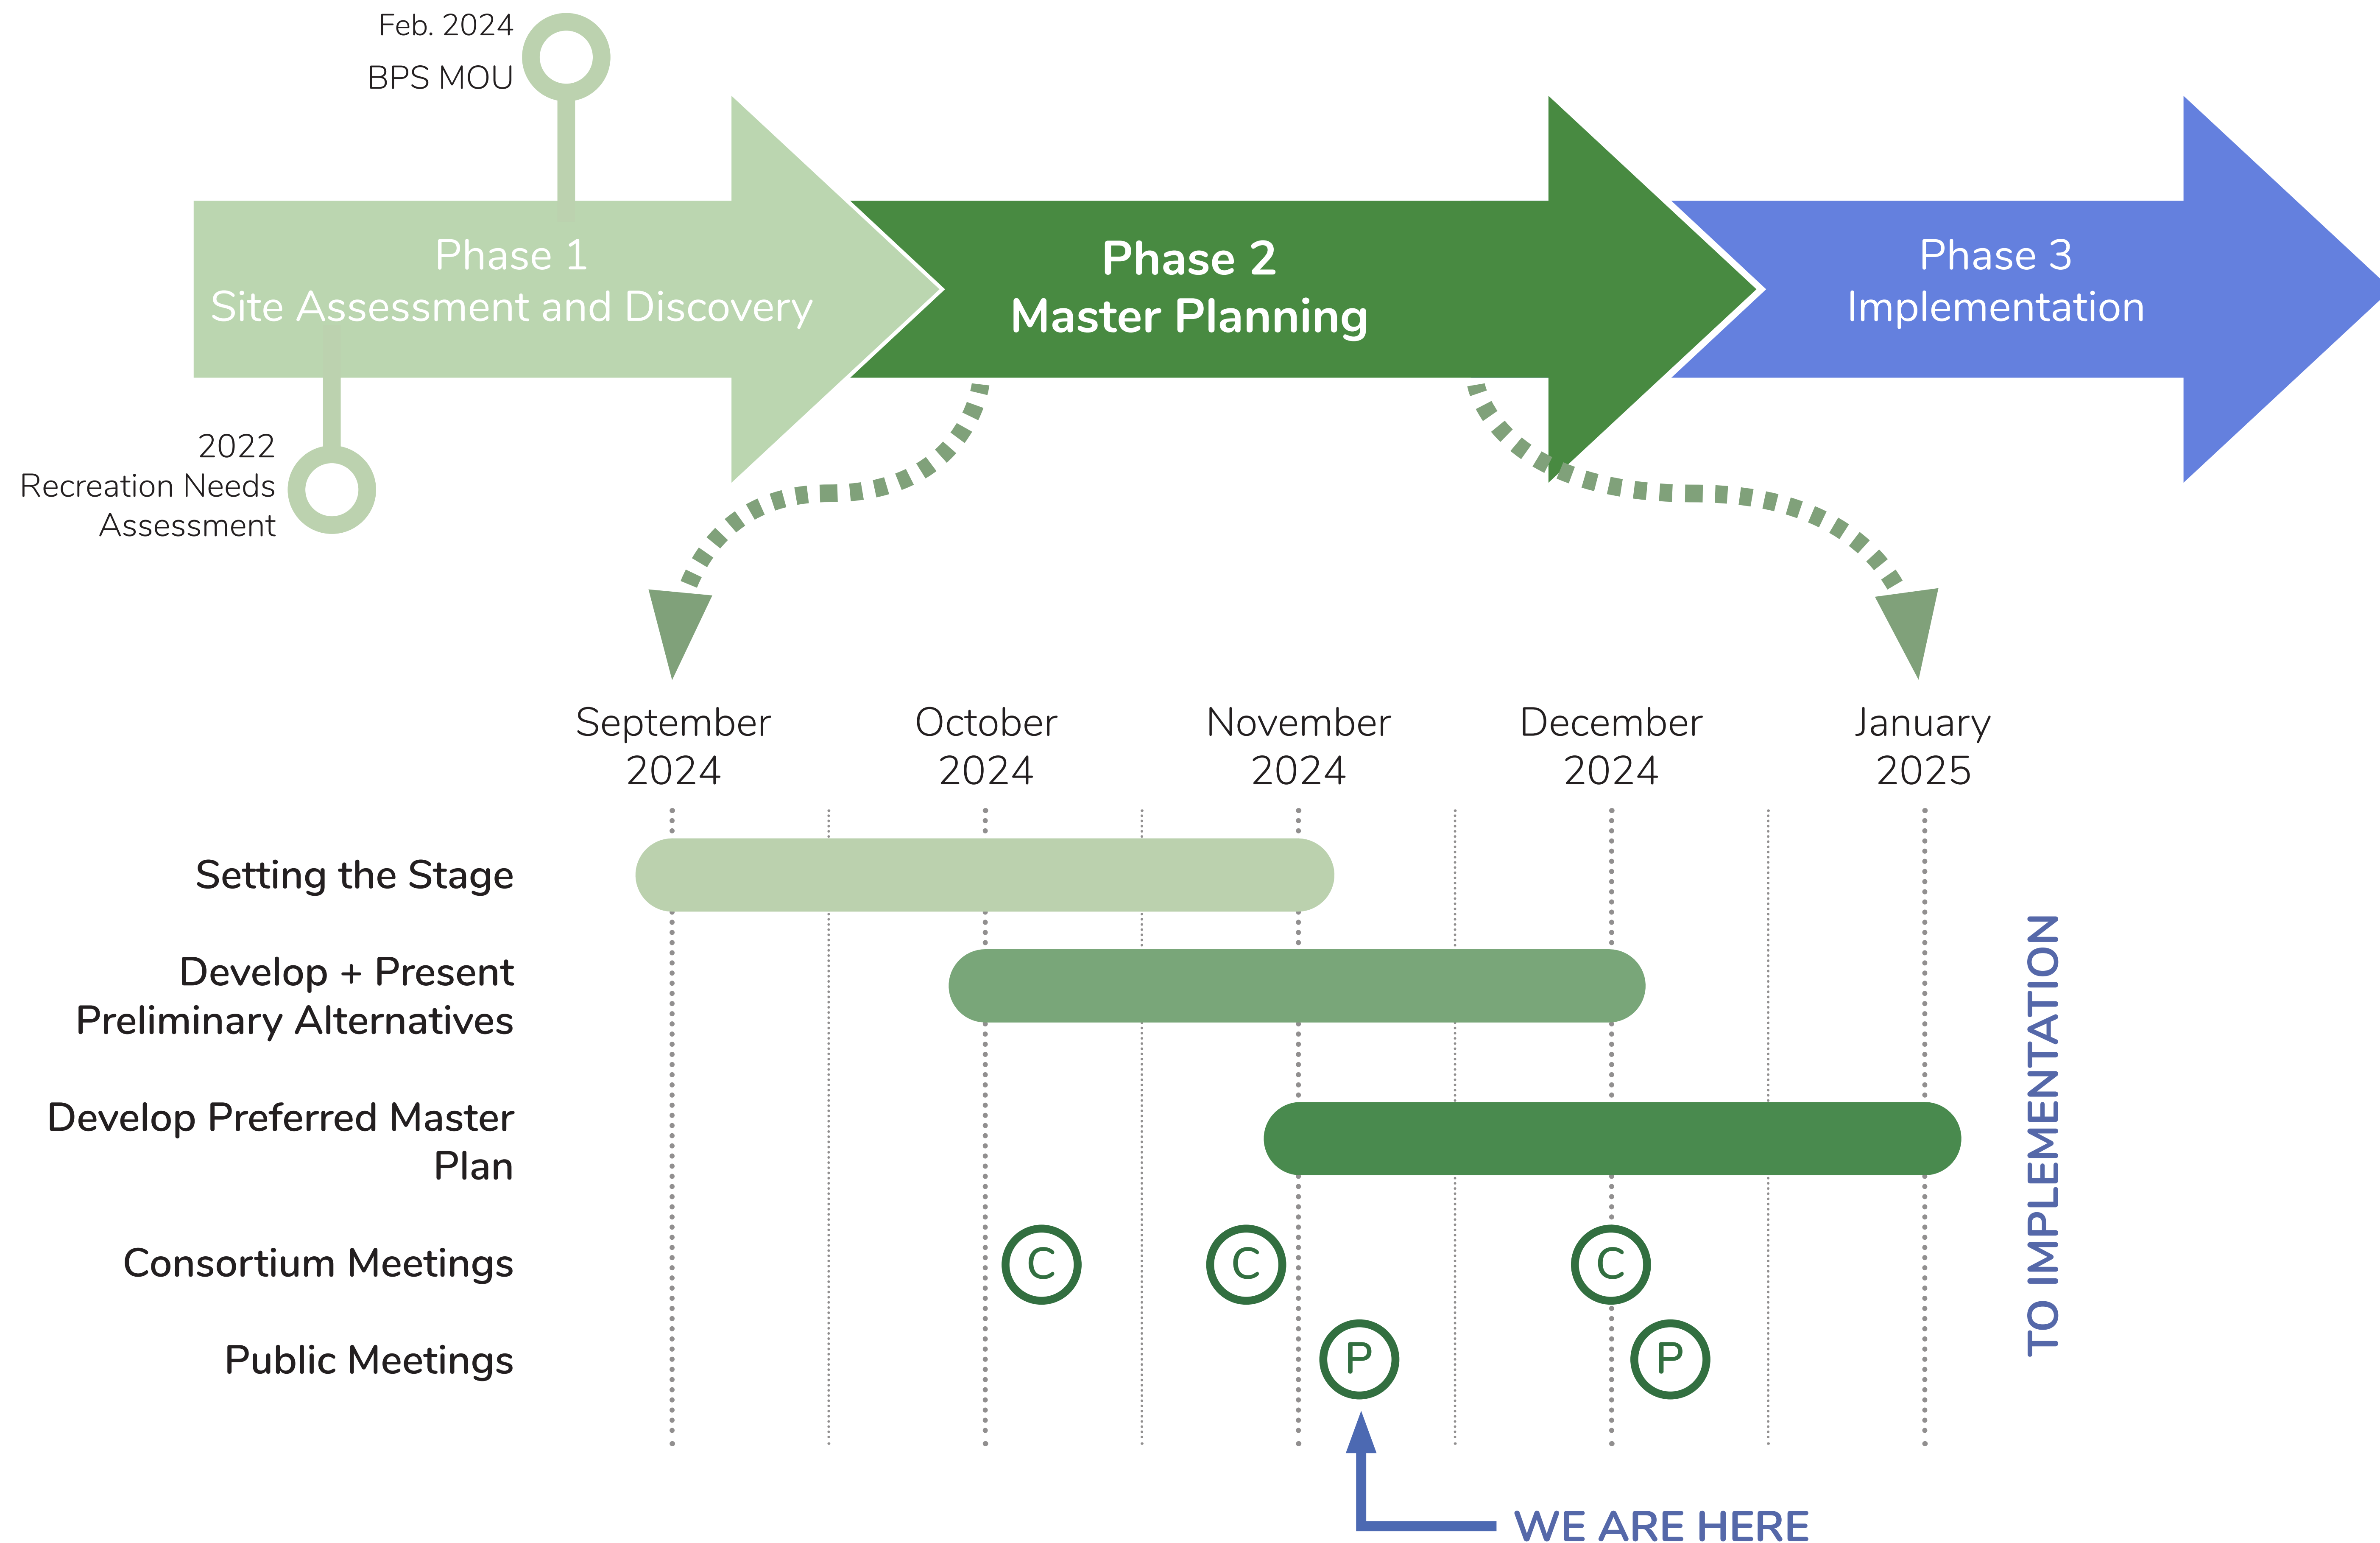 Feb. 2024
BPS MOU
Phase 1
Site Assessment and Discovery
Phase 2
Master Planning
Phase 3
Implementation
2022
Recreation Needs
Assessment
September
2024
October
2024
November
2024
December
2024
January
2025
Setting the Stage
Develop + Present
Preliminary Alternatives
Develop Preferred Master
Plan
Consortium Meetings
C
C
C
Public Meetings
P
P
TO IMPLEMENTATION
WE ARE HERE